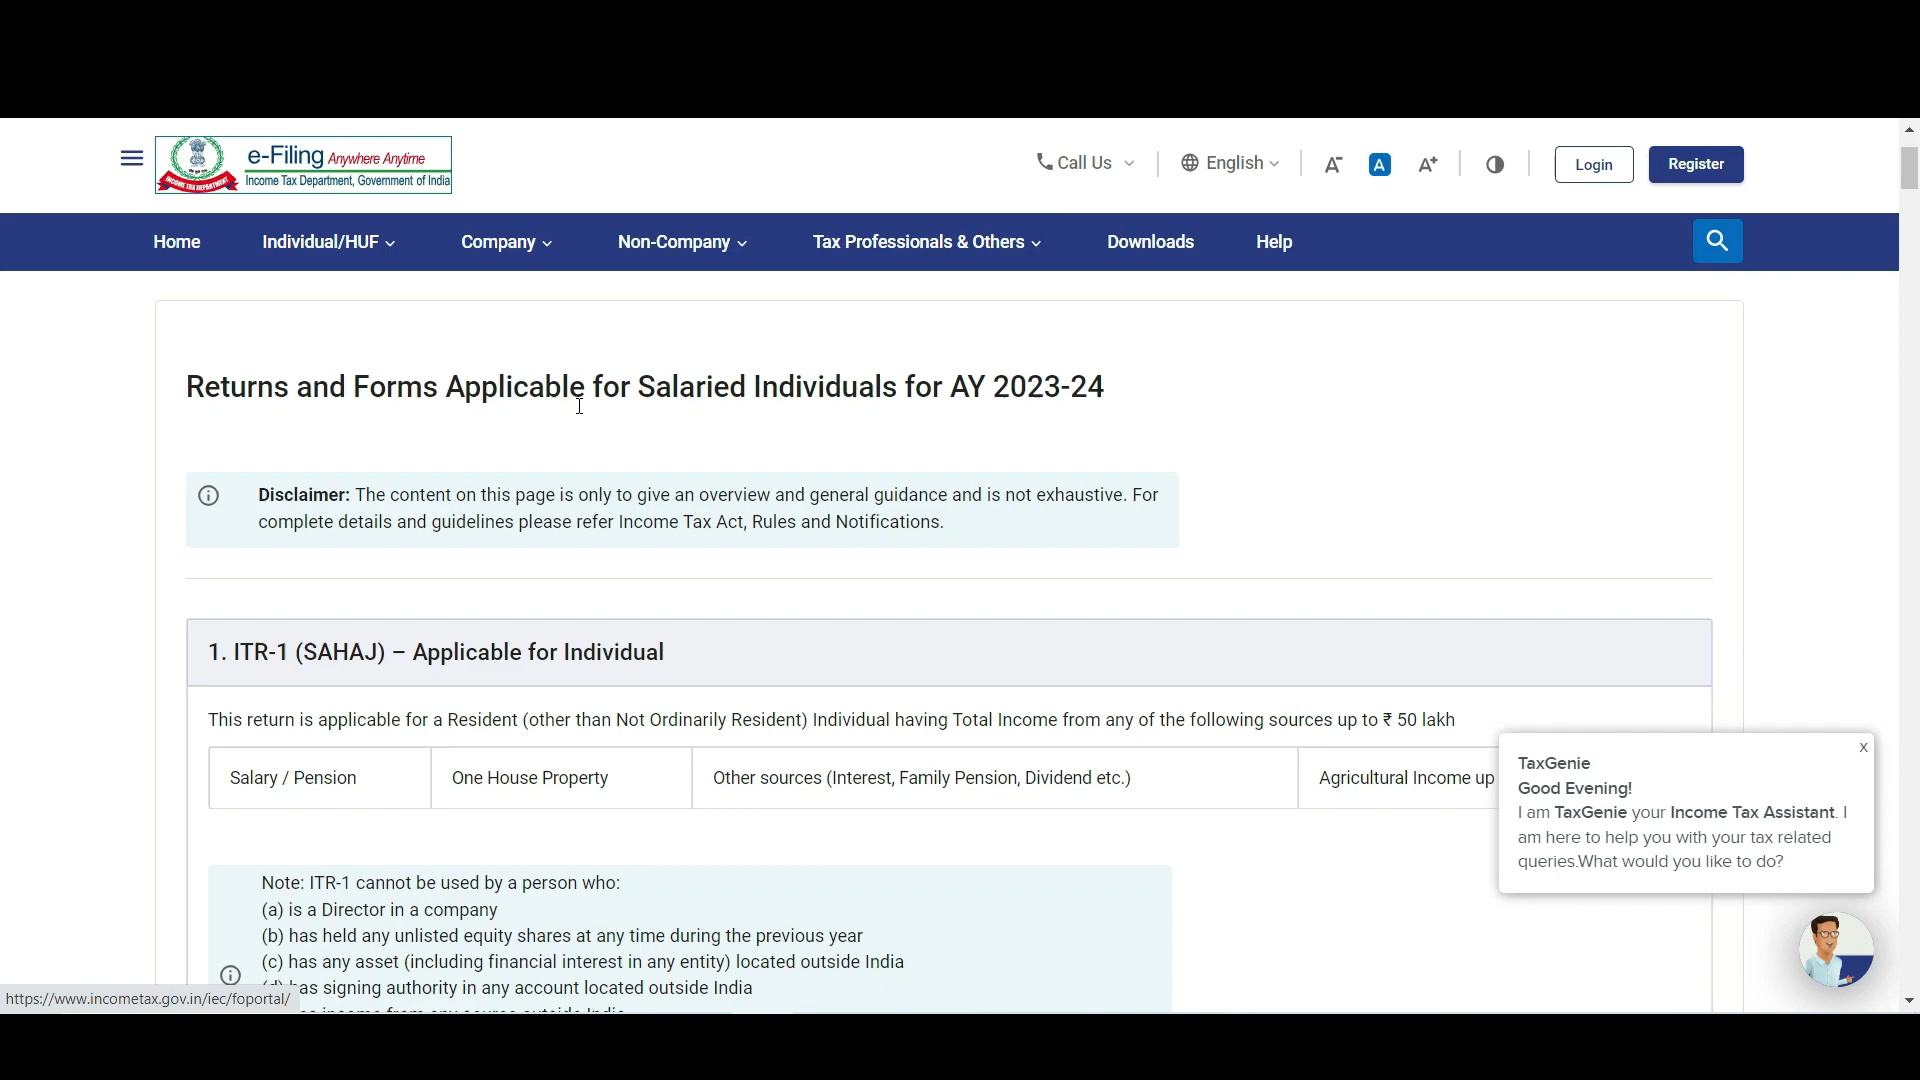 e-Filing Anywhere Anytime
Income Tax Department, Government of India
INCOME TAX DEPARTMENT
Call Us
English
A-
A
A+
Login
Register
Home
Individual/HUF
Company
Non-Company
Tax Professionals & Others
Downloads
Help
Returns and Forms Applicable for Salaried Individuals for AY 2023-24
Disclaimer: The content on this page is only to give an overview and general guidance and is not exhaustive. For
complete details and guidelines please refer Income Tax Act, Rules and Notifications.
1. ITR-1 (SAHAJ) – Applicable for Individual
This return is applicable for a Resident (other than Not Ordinarily Resident) Individual having Total Income from any of the following sources up to ₹ 50 lakh
Salary / Pension
One House Property
Other sources (Interest, Family Pension, Dividend etc.)
Agricultural Income up
x
TaxGenie
Good Evening!
I am TaxGenie your Income Tax Assistant. I
am here to help you with your tax related
queries.What would you like to do?
Note: ITR-1 cannot be used by a person who:
(a) is a Director in a company
(b) has held any unlisted equity shares at any time during the previous year
(c) has any asset (including financial interest in any entity) located outside India
has signing authority in any account located outside India
https://www.incometax.gov.in/iec/foportal/